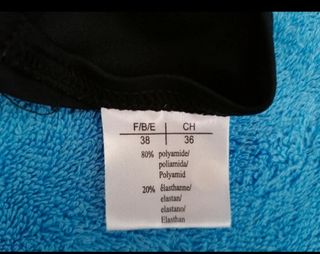 F/B/E CH
38 36
80% polyamide/
poliamida/
Polyamid
20% élasthanne/
elastan/
elastano/
Elasthan